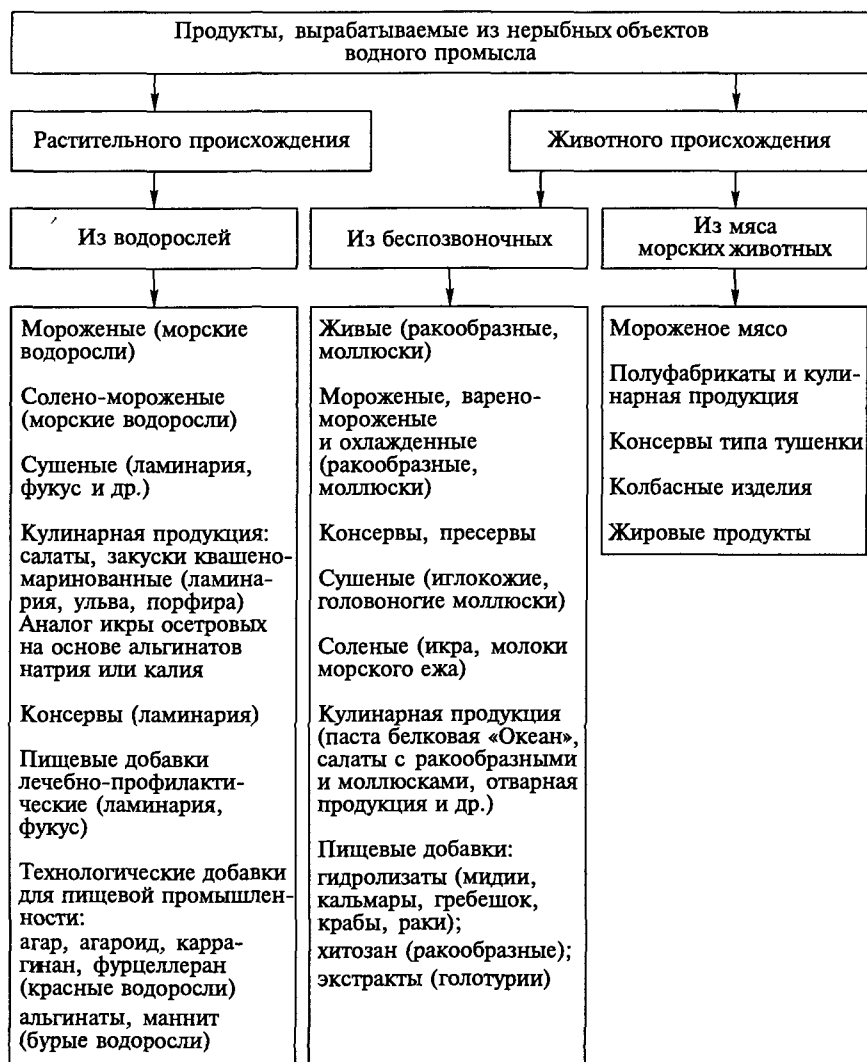 Продукты, вырабатываемые из нерыбных объектов
водного промысла
Растительного происхождения
Животного происхождения
Из водорослей
Из беспозвоночных
Из мяса
морских животных
Мороженые (морские
водоросли)
Солено-мороженые
(морские водоросли)
Сушеные (ламинария,
фукус и др.)
Кулинарная продукция:
салаты, закуски квашено-
маринованные (ламина-
рия, ульва, порфира)
Аналог икры осетровых
на основе альгинатов
натрия или калия
Консервы (ламинария)
Пищевые добавки
лечебно-профилакти-
ческие (ламинария,
фукус)
Технологические добавки
для пищевой промышлен-
ности:
агар, агароид, карра-
гинан, фурцеллеран
(красные водоросли)
альгинаты, маннит
(бурые водоросли)
Живые (ракообразные,
моллюски)
Мороженые, варено-
мороженые
и охлажденные
(ракообразные,
моллюски)
Консервы, пресервы
Сушеные (иглокожие,
головоногие моллюски)
Соленые (икра, молоки
морского ежа)
Кулинарная продукция
(паста белковая «Океан»,
салаты с ракообразными
и моллюсками, отварная
продукция и др.)
Пищевые добавки:
гидролизаты (мидии,
кальмары, гребешок,
крабы, раки);
хитозан (ракообразные);
экстракты (голотурии)
Мороженое мясо
Полуфабрикаты и кули-
нарная продукция
Консервы типа тушенки
Колбасные изделия
Жировые продукты